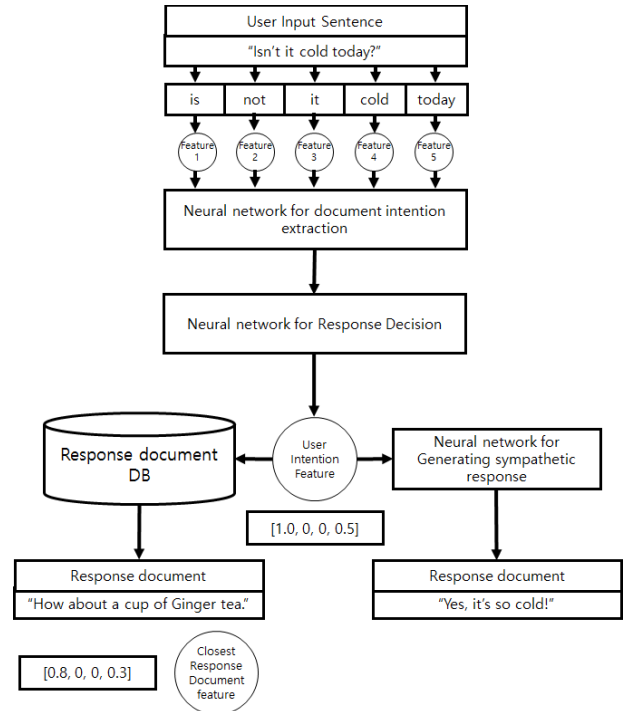 User Input Sentence
“Isn’t it cold today?”
is not it cold today
Feature
1
Feature
2
Feature
3
Feature
4
Feature
5
Neural network for document intention
extraction
Neural network for Response Decision
Response document
DB
User
Intention
Feature
Neural network for
Generating sympathetic
response
[1.0, 0, 0, 0.5]
Response document
“How about a cup of Ginger tea.”
Response document
“Yes, it’s so cold!”
[0.8, 0, 0, 0.3]
Closest
Response
Document
feature